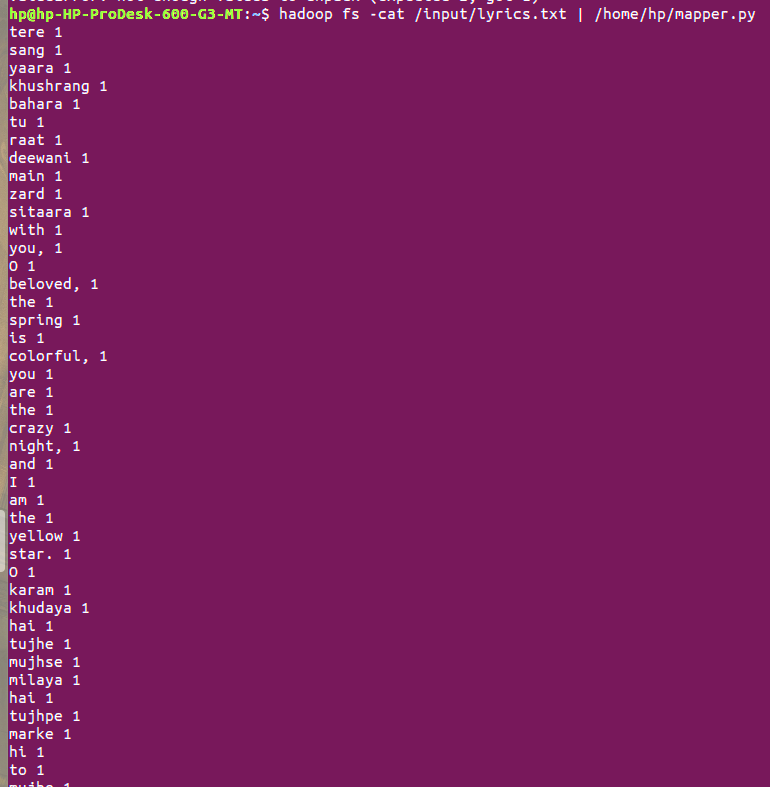 hp@hp-HP-ProDesk-600-G3-MT:~$ hadoop fs -cat /input/lyrics.txt | /home/hp/mapper.py
tere 1
sang 1
yaara 1
khushrang 1
bahara 1
tu 1
raat 1
deewani 1
main 1
zard 1
sitaara 1
with 1
you, 1
O 1
beloved, 1
the 1
spring 1
is 1
colorful, 1
you 1
are 1
the 1
crazy 1
night, 1
and 1
I 1
am 1
the 1
yellow 1
star. 1
O 1
karam 1
khudaya 1
hai 1
tujhe 1
mujhse 1
milaya 1
hai 1
tujhpe 1
marke 1
hi 1
to 1